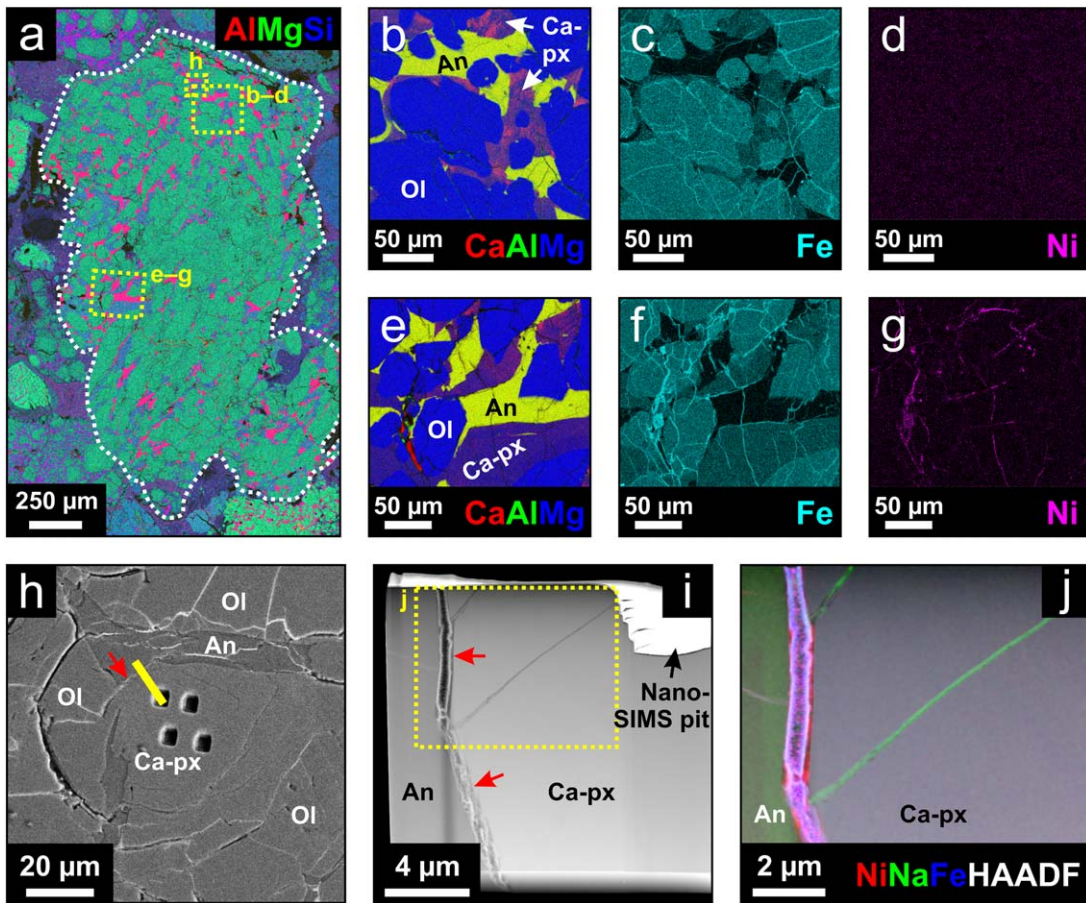 a
AlMgSi
h
b–d
e–g
250 µm
b
Ca-
px
An
Ol
50 µm
CaAlMg
c
50 µm
Fe
d
50 µm
Ni
e
An
Ol
Ca-px
50 µm
CaAlMg
f
50 µm
Fe
g
50 µm
Ni
h
Ol
An
Ol
Ca-px
Ol
20 µm
j
i
Nano-
SIMS pit
An
Ca-px
4 µm
j
An
Ca-px
2 µm
NiNaFeHAADF